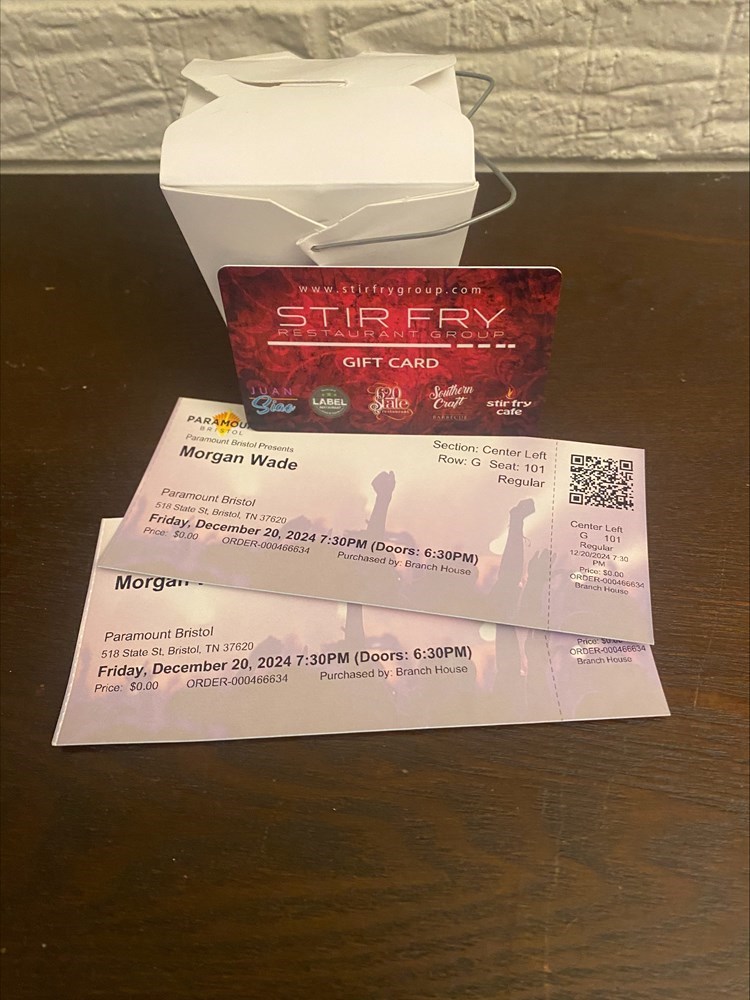 www.stirfrygroup.com
STIR FRY
RESTAURANT GROUP
GIFT CARD
JUAN
Siao
LABEL
620
State
Southern
Craft
BARBECUE
stir fry
cafe
PARAMOU
BRISTOL
Paramount Bristol Presents
Morgan Wade
Section: Center Left
Row: G Seat: 101
Regular
Paramount Bristol
518 State St, Bristol, TN 37620
Friday, December 20, 2024 7:30PM (Doors: 6:30PM)
Price: $0.00 ORDER-000466634 Purchased by: Branch House
Center Left
G 101
Regular
12/20/2024 7:30
PM
Price: $0.00
ORDER-000466634
Branch House
Morgan
Paramount Bristol
518 State St, Bristol, TN 37620
Friday, December 20, 2024 7:30PM (Doors: 6:30PM)
Price: $0.00 ORDER-000466634 Purchased by: Branch House
Price: $0.00
ORDER-000466634
Branch House